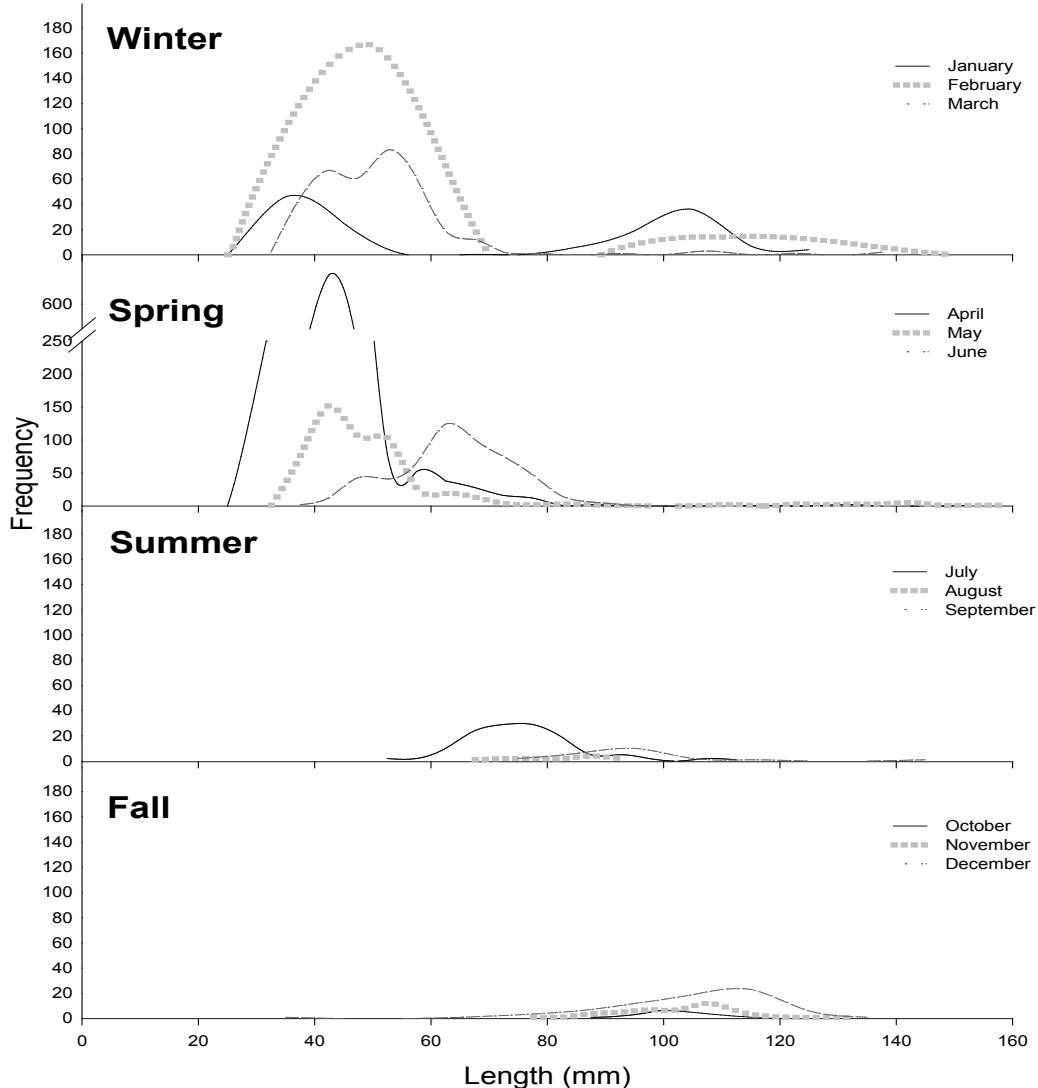 Winter
180
160
140
120
100
80
60
40
20
0
January
February
March
Spring
600
250
200
150
100
50
0
April
May
June
Frequency
Summer
180
160
140
120
100
80
60
40
20
0
July
August
September
Fall
180
160
140
120
100
80
60
40
20
0
October
November
December
0 20 40 60 80 100 120 140 160
Length (mm)